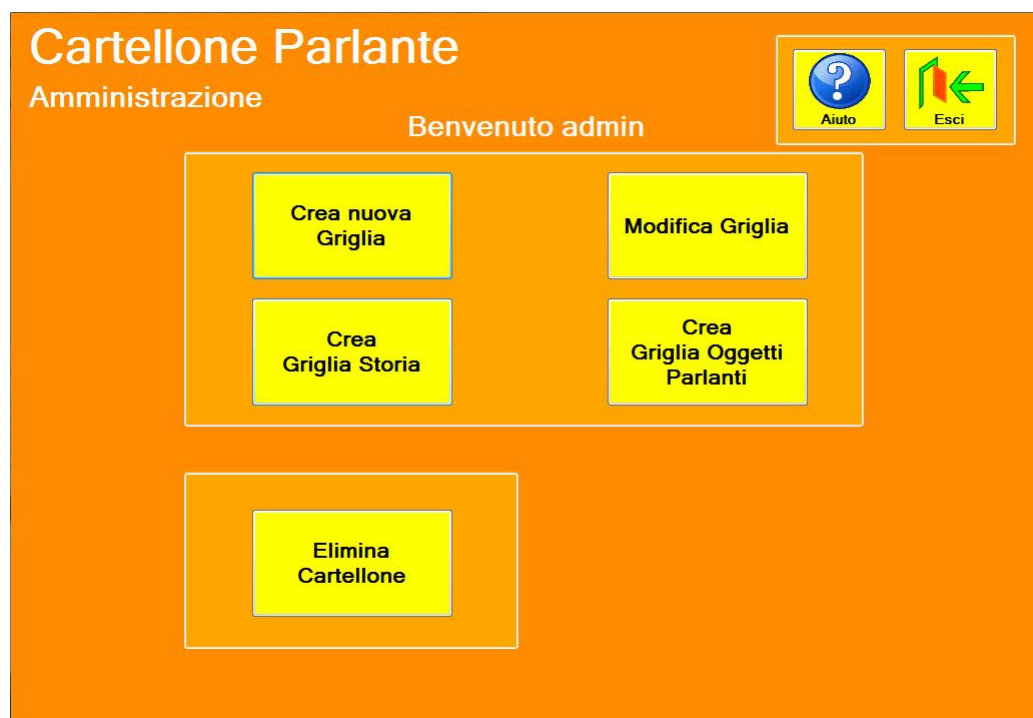 Cartellone Parlante
Amministrazione
Benvenuto admin
Aiuto
Esci
Crea nuova
Griglia
Modifica Griglia
Crea
Griglia Storia
Crea
Griglia Oggetti
Parlanti
Elimina
Cartellone